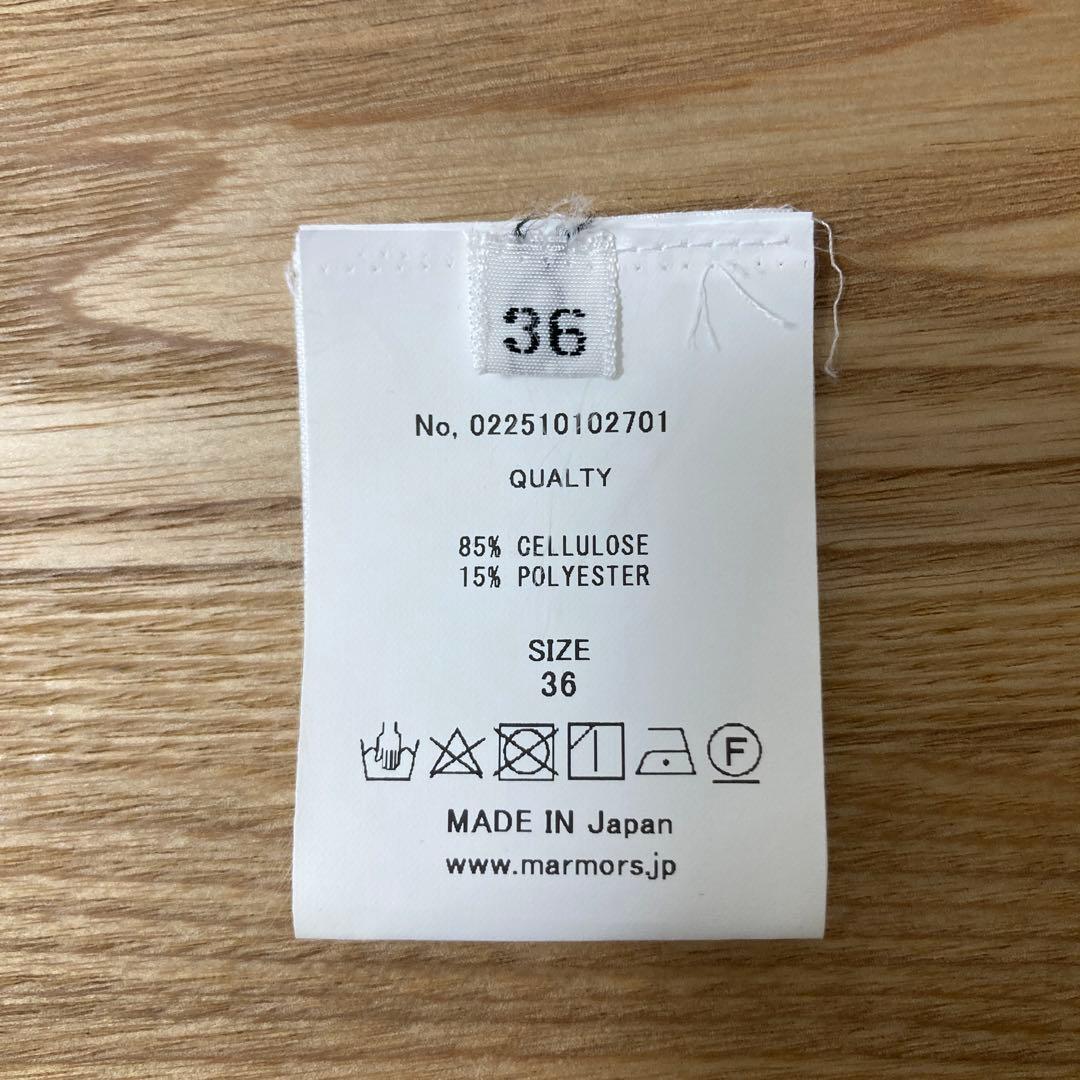 36
No, 022510102701
QUALTY
85% CELLULOSE
15% POLYESTER
SIZE
36
F
MADE IN Japan
www.marmors.jp